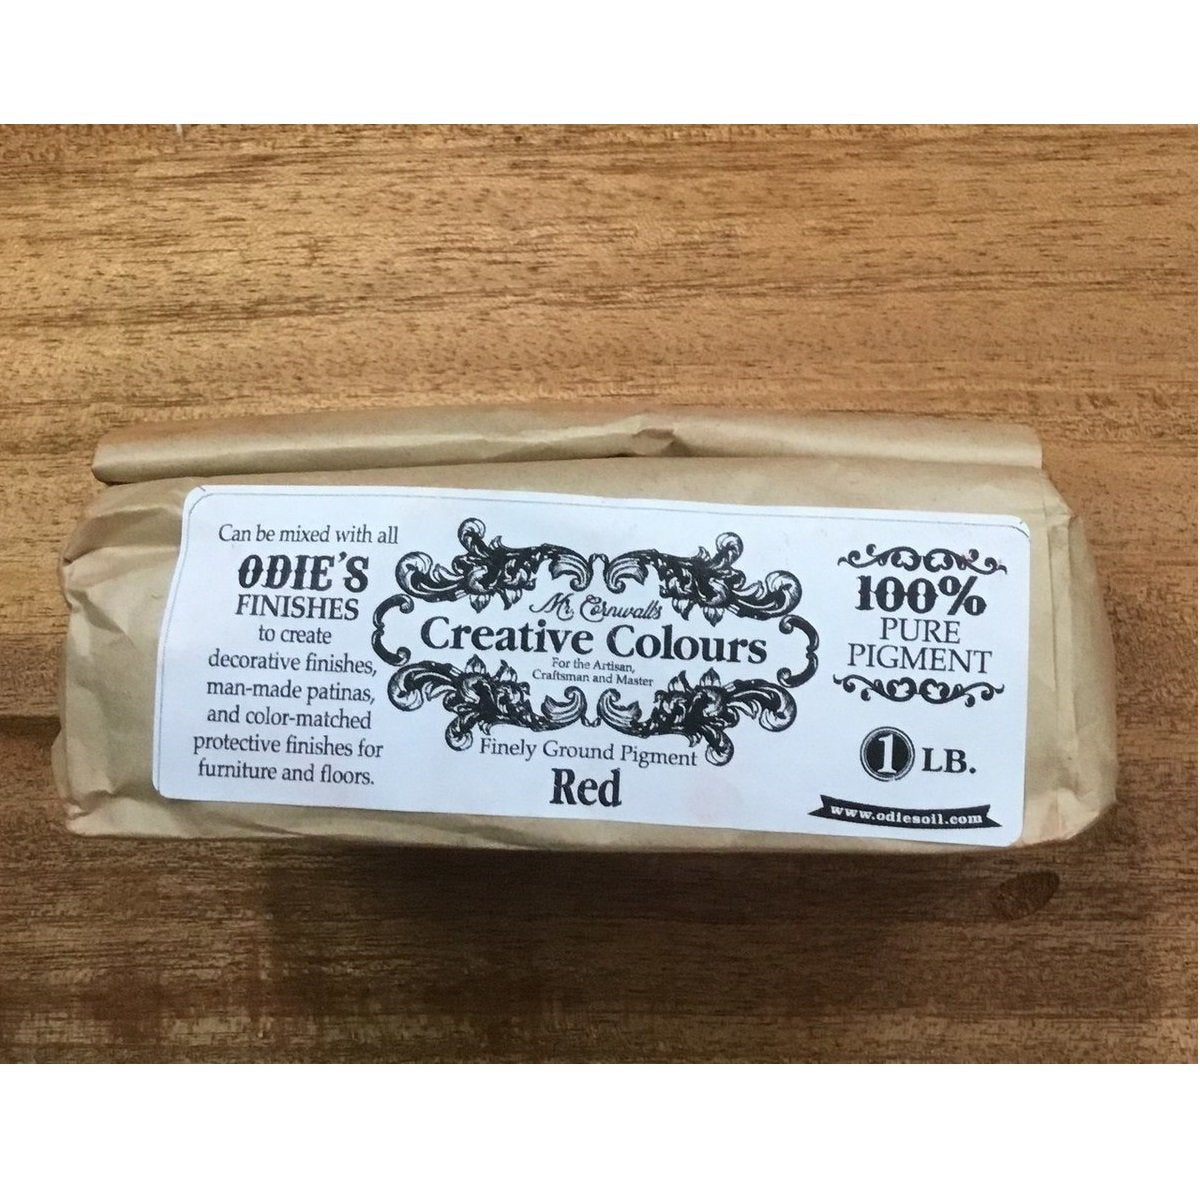 Can be mixed with all
ODIE'S
FINISHES
to create
decorative finishes,
man-made patinas,
and color-matched
protective finishes for
furniture and floors.
Mr. Cornwall's
Creative Colours
For the Artisan,
Craftsman and Master
Finely Ground Pigment
Red
100%
PURE
PIGMENT
1 LB.
www.odiesoil.com